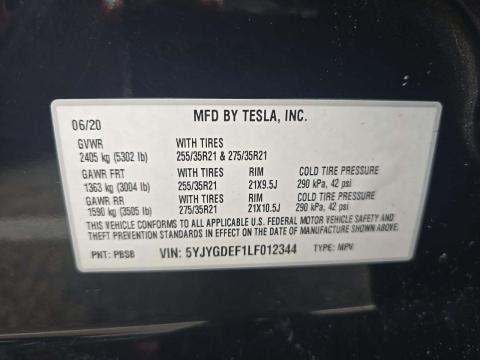 MFD BY TESLA, INC.
06/20
GVWR WITH TIRES
2405 kg (5302 lb) 255/35R21 & 275/35R21
GAWR FRT WITH TIRES RIM COLD TIRE PRESSURE
1363 kg (3004 lb) 255/35R21 21X9.5J 290 kPa, 42 psi
GAWR RR WITH TIRES RIM COLD TIRE PRESSURE
1590 kg (3505 lb) 275/35R21 21X10.5J 290 kPa, 42 psi
THIS VEHICLE CONFORMS TO ALL APPLICABLE U.S. FEDERAL MOTOR VEHICLE SAFETY AND
THEFT PREVENTION STANDARDS IN EFFECT ON THE DATE OF MANUFACTURE SHOWN ABOVE.
PNT: PBSB VIN: 5YJYGDEF1LF012344 TYPE: MPV